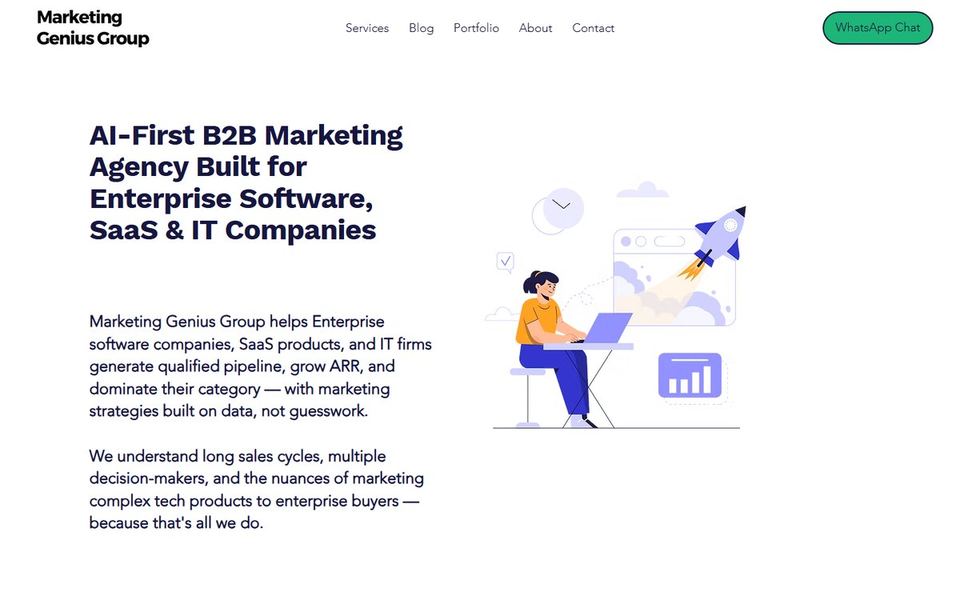 Marketing
Genius Group
Services
Blog
Portfolio
About
Contact
WhatsApp Chat
AI-First B2B Marketing
Agency Built for
Enterprise Software,
SaaS & IT Companies
Marketing Genius Group helps Enterprise
software companies, SaaS products, and IT firms
generate qualified pipeline, grow ARR, and
dominate their category — with marketing
strategies built on data, not guesswork.
We understand long sales cycles, multiple
decision-makers, and the nuances of marketing
complex tech products to enterprise buyers —
because that's all we do.